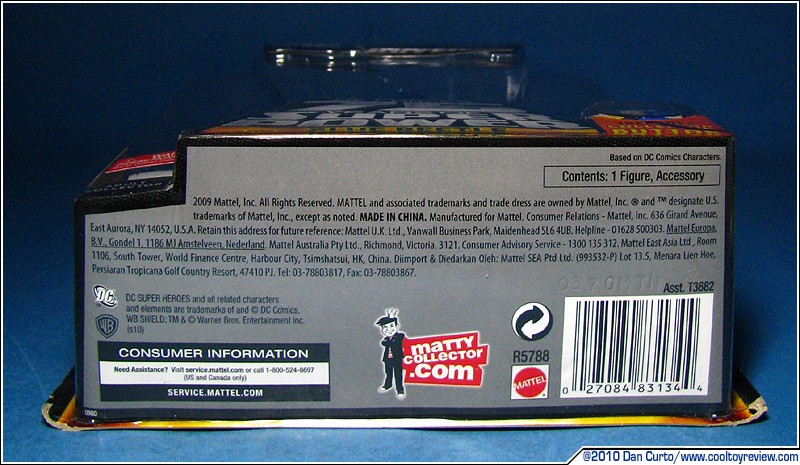 BUTTON
Based on DC Comics Characters.
Contents: 1 Figure, Accessory
2009 Mattel, Inc. All Rights Reserved. MATTEL and associated trademarks and trade dress are owned by Mattel, Inc. ® and ™ designate U.S.
trademarks of Mattel, Inc., except as noted. MADE IN CHINA. Manufactured for Mattel. Consumer Relations - Mattel, Inc. 636 Girard Avenue,
East Aurora, NY 14052, U.S.A. Retain this address for future reference: Mattel U.K. Ltd., Vanwall Business Park, Maidenhead SL6 4UB. Helpline - 01628 500303. Mattel Europa,
B.V., Gondel 1, 1186 MJ Amstelveen, Nederland. Mattel Australia Pty Ltd., Richmond, Victoria. 3121. Consumer Advisory Service - 1300 135 312. Mattel East Asia Ltd., Room
1106, South Tower, World Finance Centre, Harbour City, Tsimshatsui, HK, China. Diimport & Diedarkan Oleh: Mattel SEA Ptd Ltd. (993532-P) Lot 13.5, Menara Lien Hoe,
Persiaran Tropicana Golf Country Resort, 47410 PJ. Tel: 03-78803817, Fax: 03-78803867.
Asst. T3682
DC
DC SUPER HEROES and all related characters
and elements are trademarks of and © DC Comics.
WB SHIELD: TM & © Warner Bros. Entertainment Inc.
(s10)
WB
CONSUMER INFORMATION
Need Assistance? Visit service.mattel.com or call 1-800-524-8697
(US and Canada only)
SERVICE.MATTEL.COM
0980
matty
COLLECTOR
.com
R5788
MATTEL
0 27084 83134 4
©2010 Dan Curto/www.cooltoyreview.com